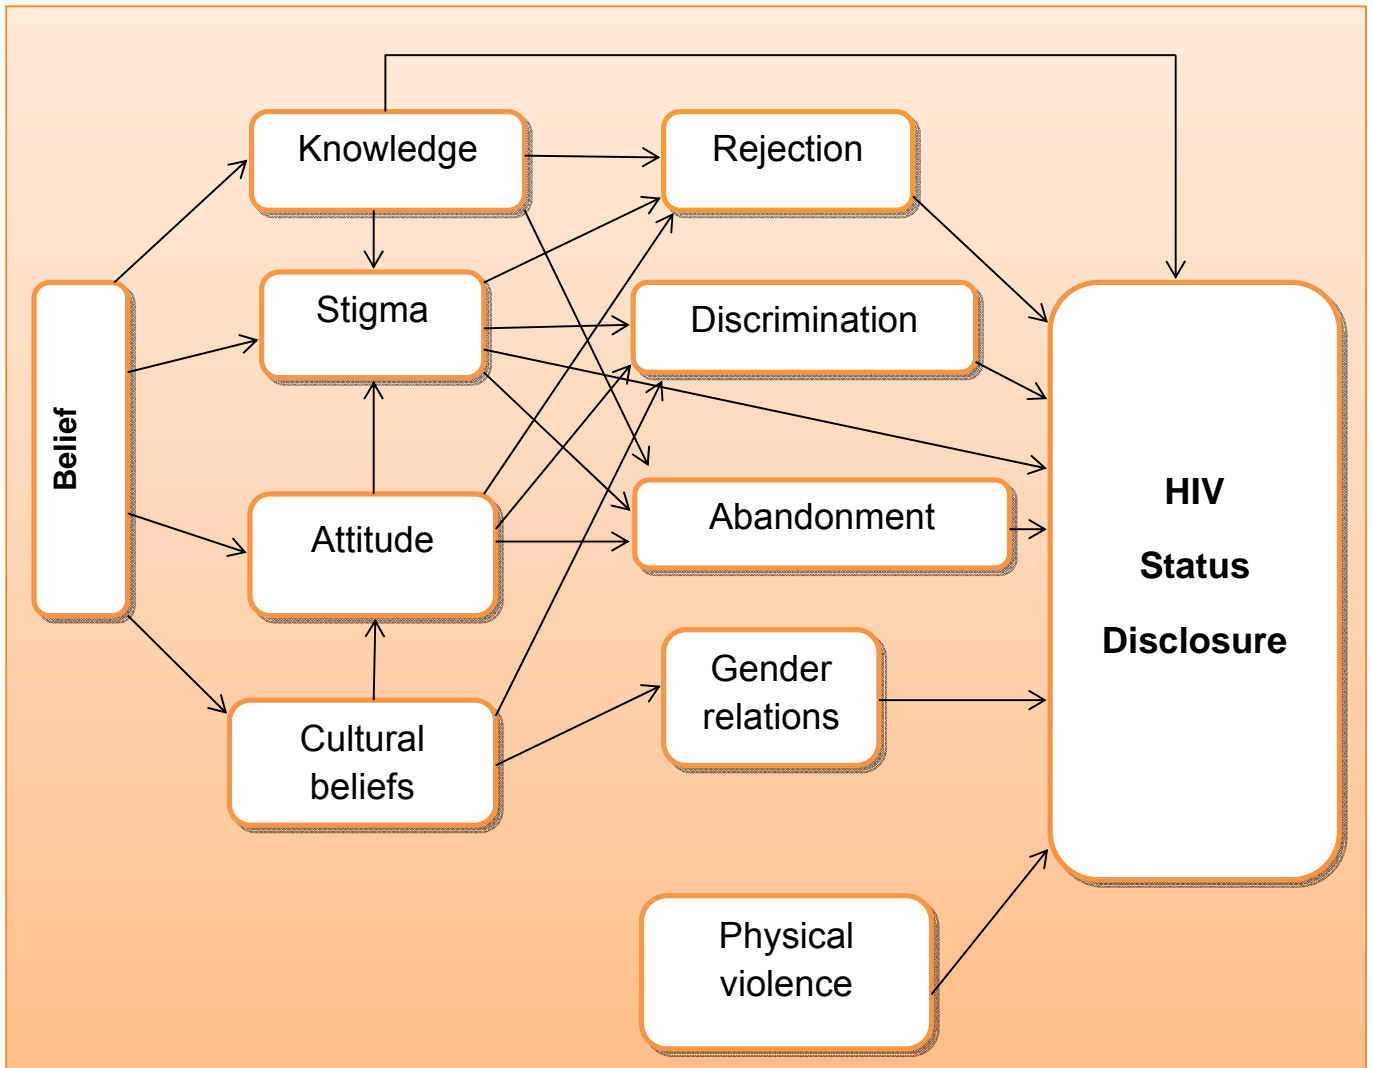 Knowledge
Rejection
Stigma
Discrimination
Belief
Attitude
Abandonment
HIV
Status
Disclosure
Gender
relations
Cultural
beliefs
Physical
violence